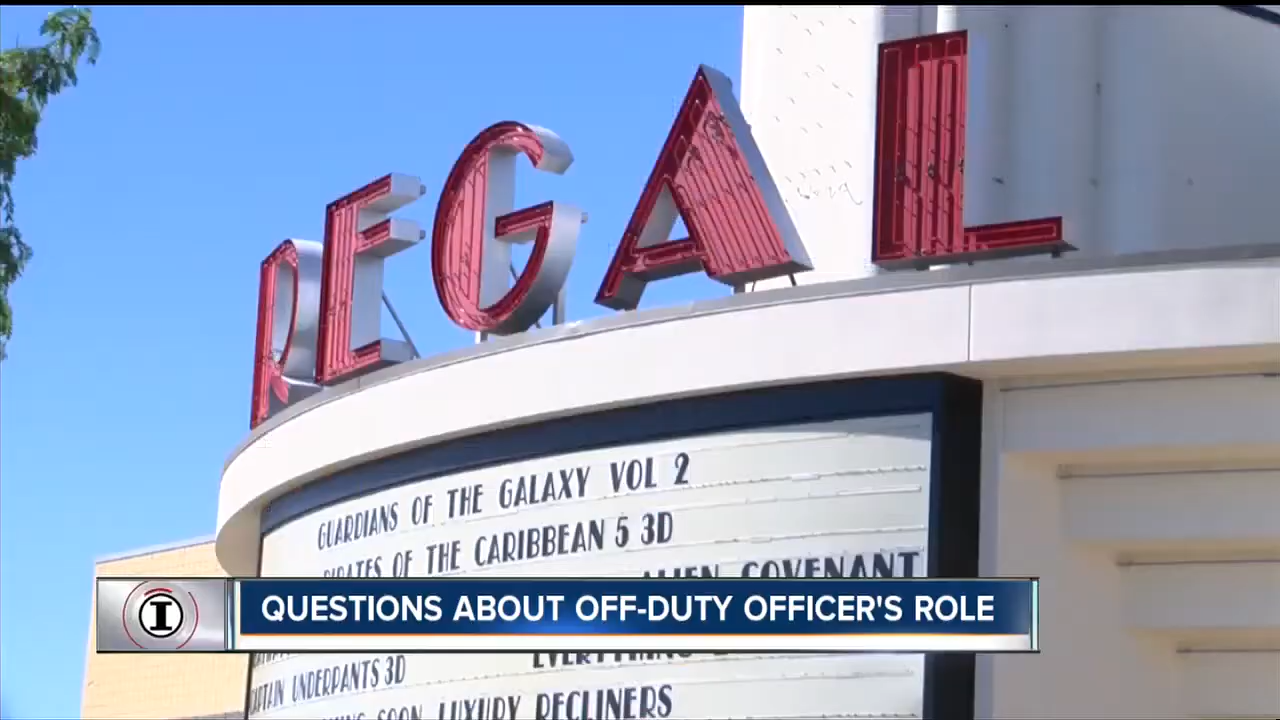 REGAL
GUARDIANS OF THE GALAXY VOL 2
PIRATES OF THE CARIBBEAN 5 3D
ALIEN COVENANT
I QUESTIONS ABOUT OFF-DUTY OFFICER'S ROLE
CAPTAIN UNDERPANTS 3D
SOON LUXURY RECLINERS